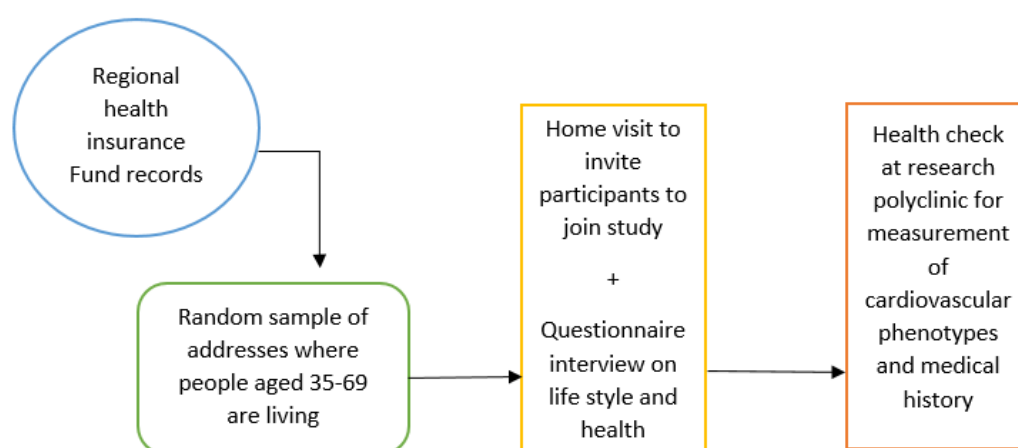 Regional
health
insurance
Fund records
Random sample of
addresses where
people aged 35-69
are living
Home visit to
invite
participants to
join study
+
Questionnaire
interview on
life style and
health
Health check
at research
polyclinic for
measurement
of
cardiovascular
phenotypes
and medical
history